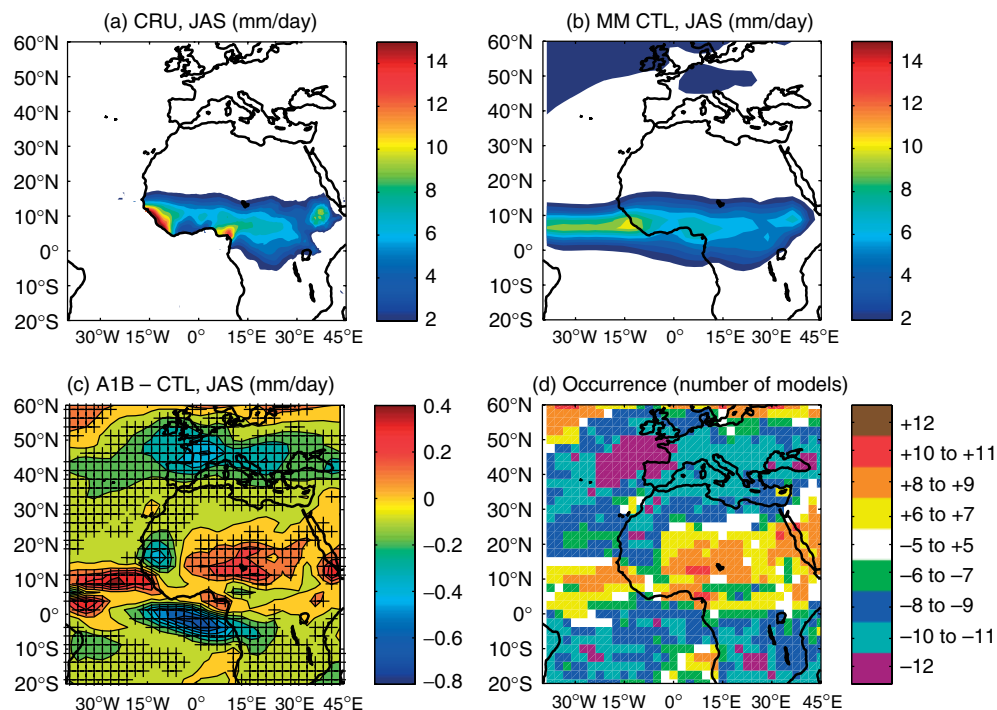 (a) CRU, JAS (mm/day)
60°N
50°N
40°N
30°N
20°N
10°N
0°
10°S
20°S
30°W 15°W 0° 15°E 30°E 45°E
14
12
10
8
6
4
2
(b) MM CTL, JAS (mm/day)
60°N
50°N
40°N
30°N
20°N
10°N
0°
10°S
20°S
30°W 15°W 0° 15°E 30°E 45°E
14
12
10
8
6
4
2
(c) A1B – CTL, JAS (mm/day)
60°N
50°N
40°N
30°N
20°N
10°N
0°
10°S
20°S
30°W 15°W 0° 15°E 30°E 45°E
0.4
0.2
0
–0.2
–0.4
–0.6
–0.8
(d) Occurrence (number of models)
60°N
50°N
40°N
30°N
20°N
10°N
0°
10°S
20°S
30°W 15°W 0° 15°E 30°E 45°E
+12
+10 to +11
+8 to +9
+6 to +7
–5 to +5
–6 to –7
–8 to –9
–10 to –11
–12